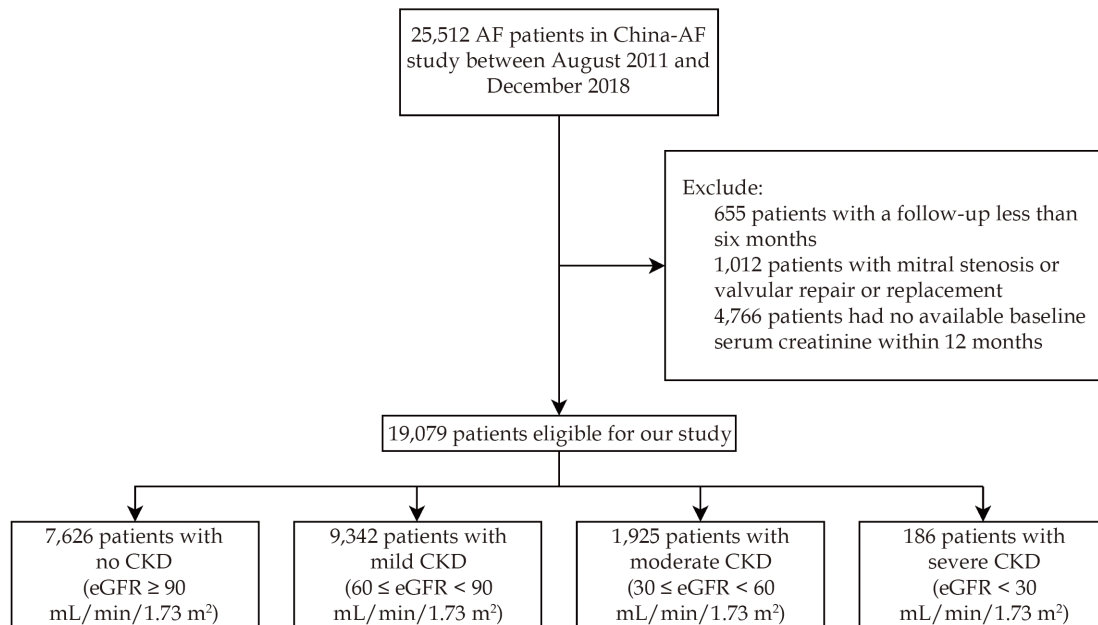 25,512 AF patients in China-AF
study between August 2011 and
December 2018
Exclude:
655 patients with a follow-up less than
six months
1,012 patients with mitral stenosis or
valvular repair or replacement
4,766 patients had no available baseline
serum creatinine within 12 months
19,079 patients eligible for our study
7,626 patients with
no CKD
(eGFR ≥ 90
mL/min/1.73 m²)
9,342 patients with
mild CKD
(60 ≤ eGFR < 90
mL/min/1.73 m²)
1,925 patients with
moderate CKD
(30 ≤ eGFR < 60
mL/min/1.73 m²)
186 patients with
severe CKD
(eGFR < 30
mL/min/1.73 m²)